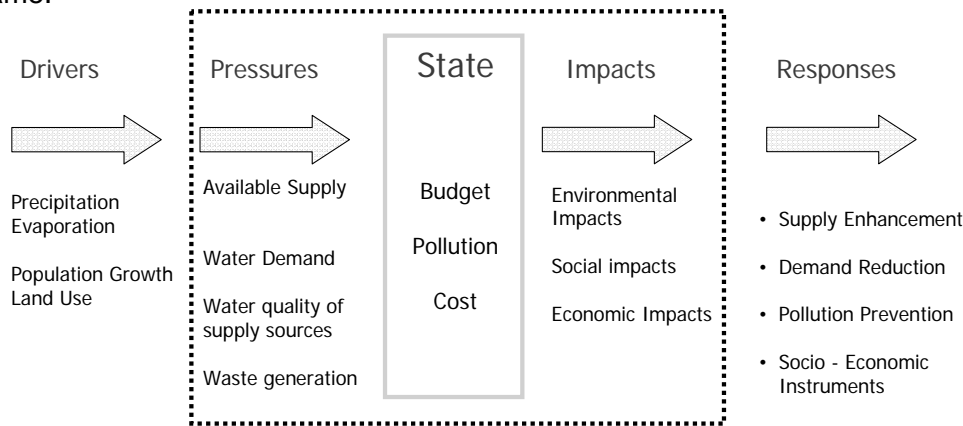 Drivers
Pressures
State
Impacts
Responses
Precipitation
Evaporation
Population Growth
Land Use
Available Supply
Water Demand
Water quality of
supply sources
Waste generation
Budget
Pollution
Cost
Environmental
Impacts
Social impacts
Economic Impacts
• Supply Enhancement
• Demand Reduction
• Pollution Prevention
• Socio - Economic
Instruments